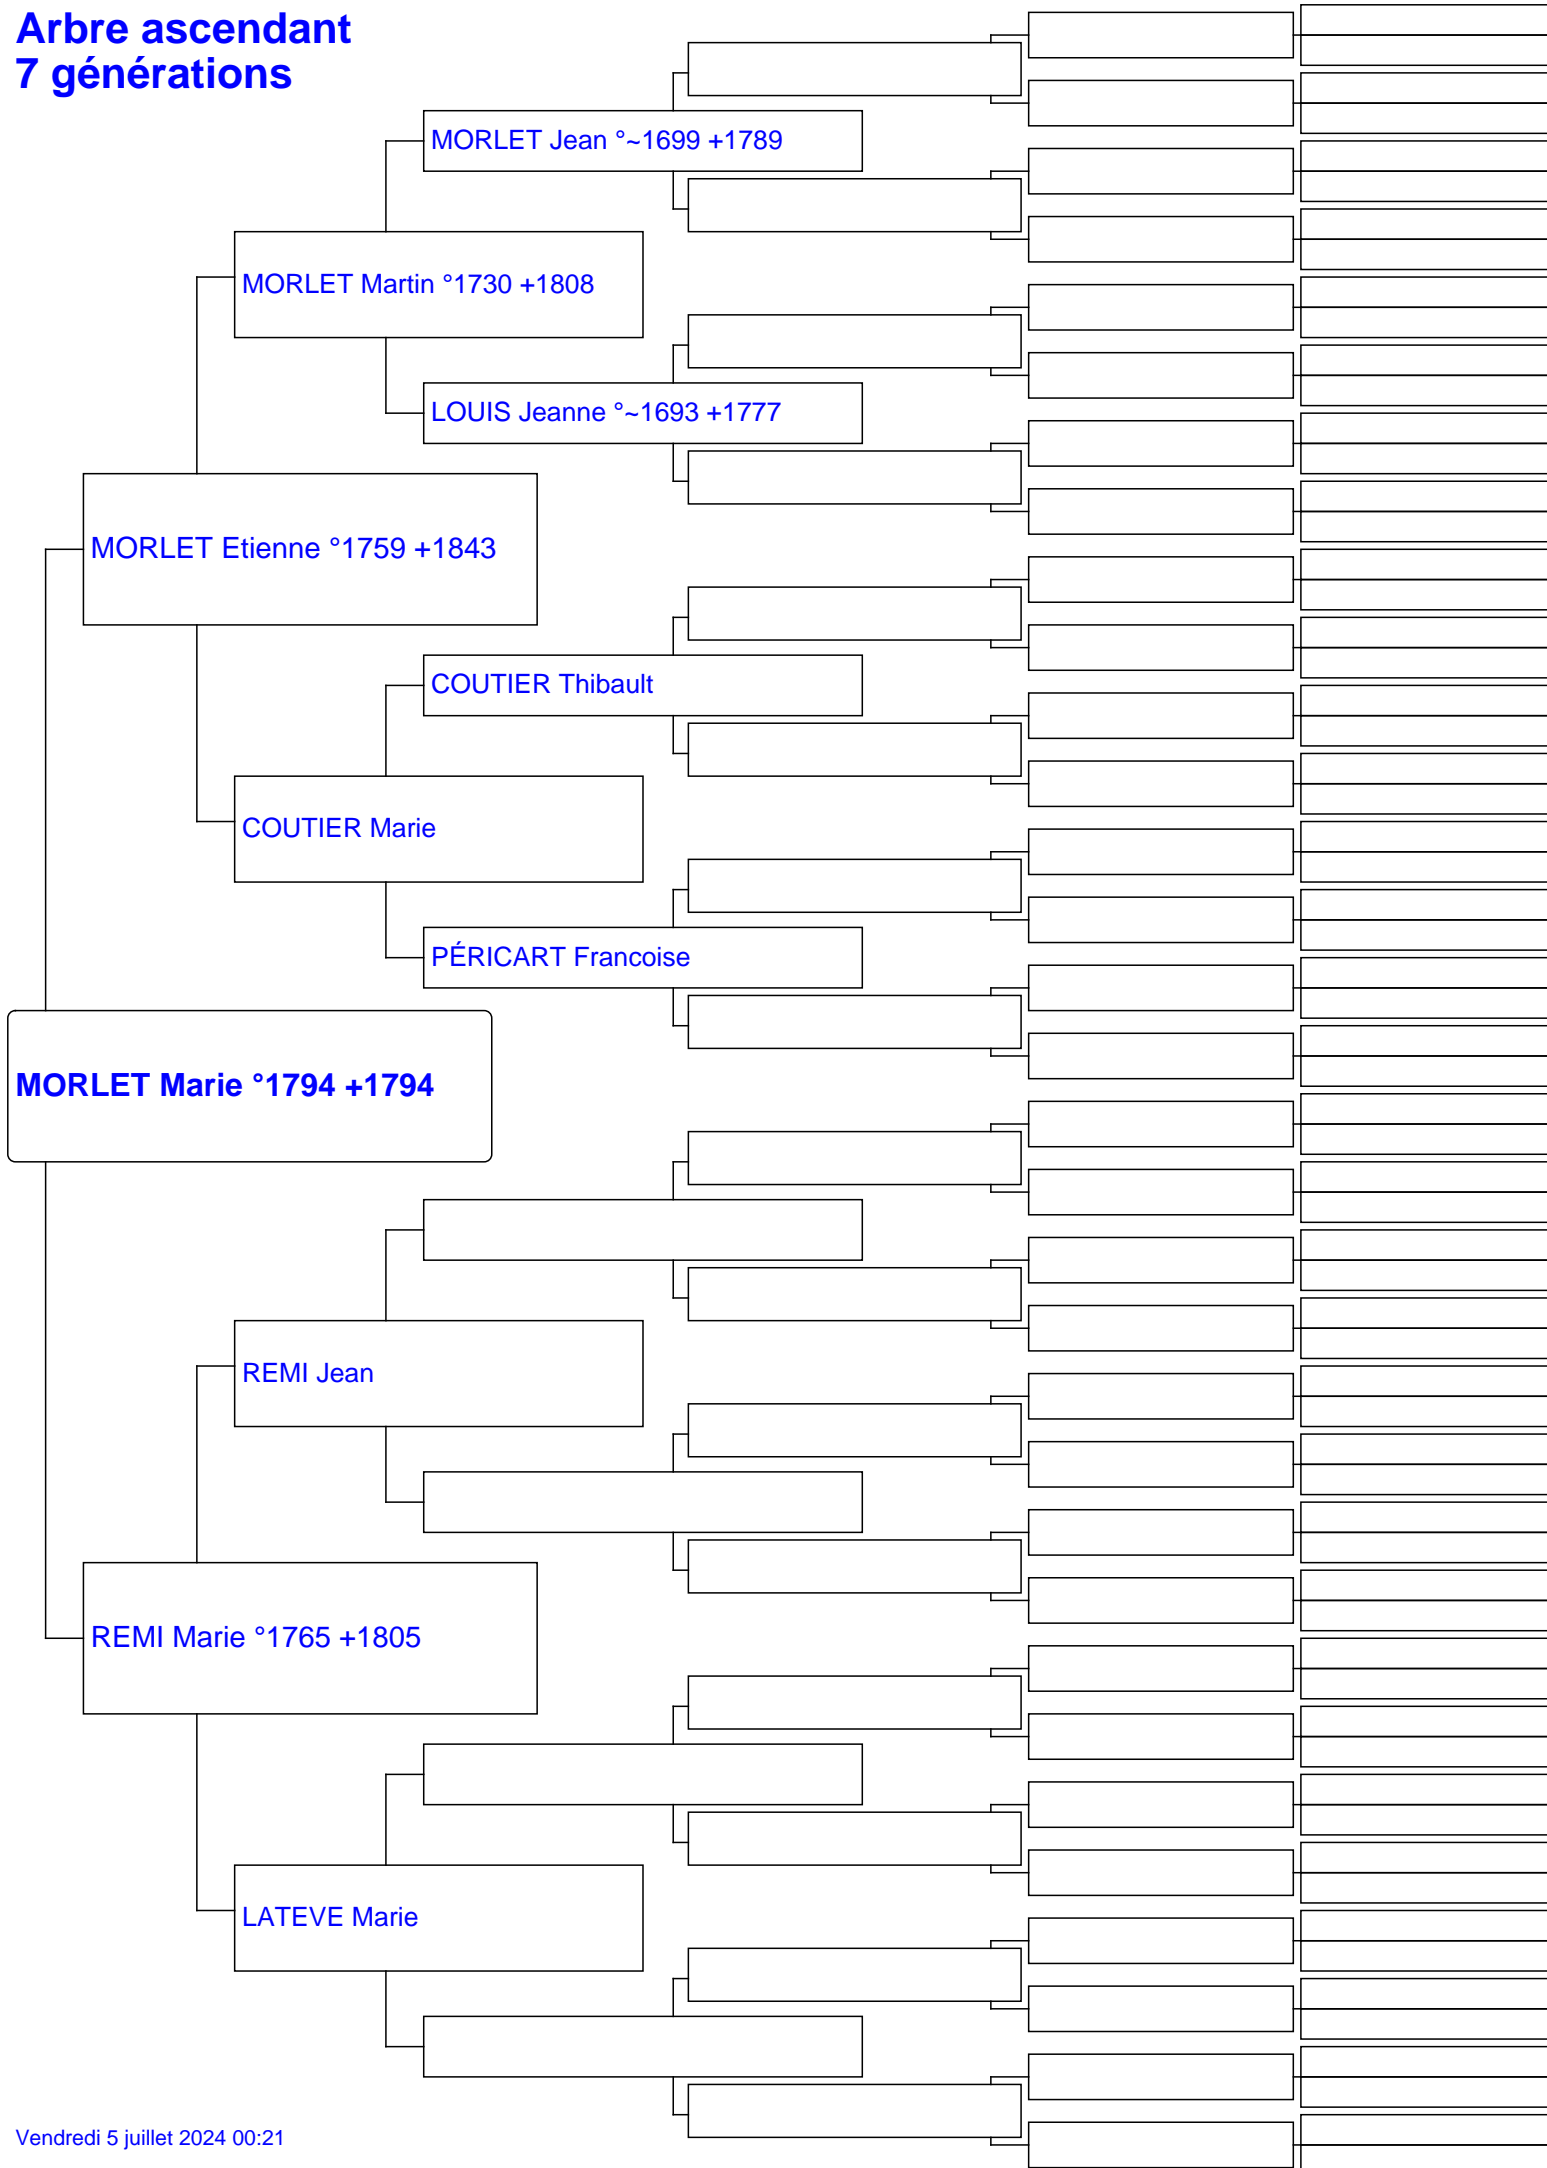 Arbre ascendant
7 générations
MORLET Jean °~1699 +1789
MORLET Martin °1730 +1808
LOUIS Jeanne °~1693 +1777
MORLET Etienne °1759 +1843
COUTIER Thibault
COUTIER Marie
PÉRICART Francoise
MORLET Marie °1794 +1794
REMI Jean
REMI Marie °1765 +1805
LATEVE Marie
Vendredi 5 juillet 2024 00:21